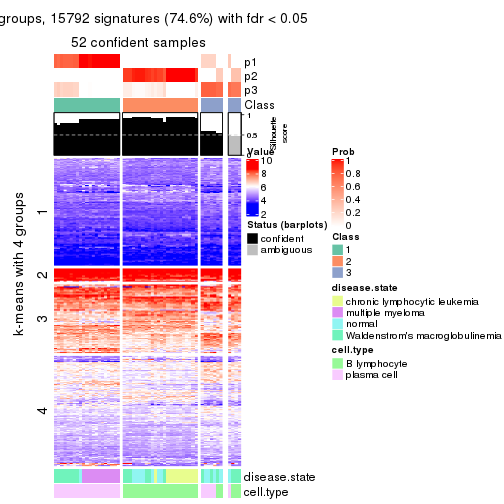 groups, 15792 signatures (74.6%) with fdr < 0.05
52 confident samples
p1
p2
p3
Class
1
0.5
0
Silhouette
score
Value
10
8
6
4
2
Prob
1
0.8
0.6
0.4
0.2
0
Status (barplots)
confident
ambiguous
Class
1
2
3
disease.state
chronic lymphocytic leukemia
multiple myeloma
normal
Waldenstrom's macroglobulinemia
cell.type
B lymphocyte
plasma cell
k-means with 4 groups
1
2
3
4
disease.state
cell.type